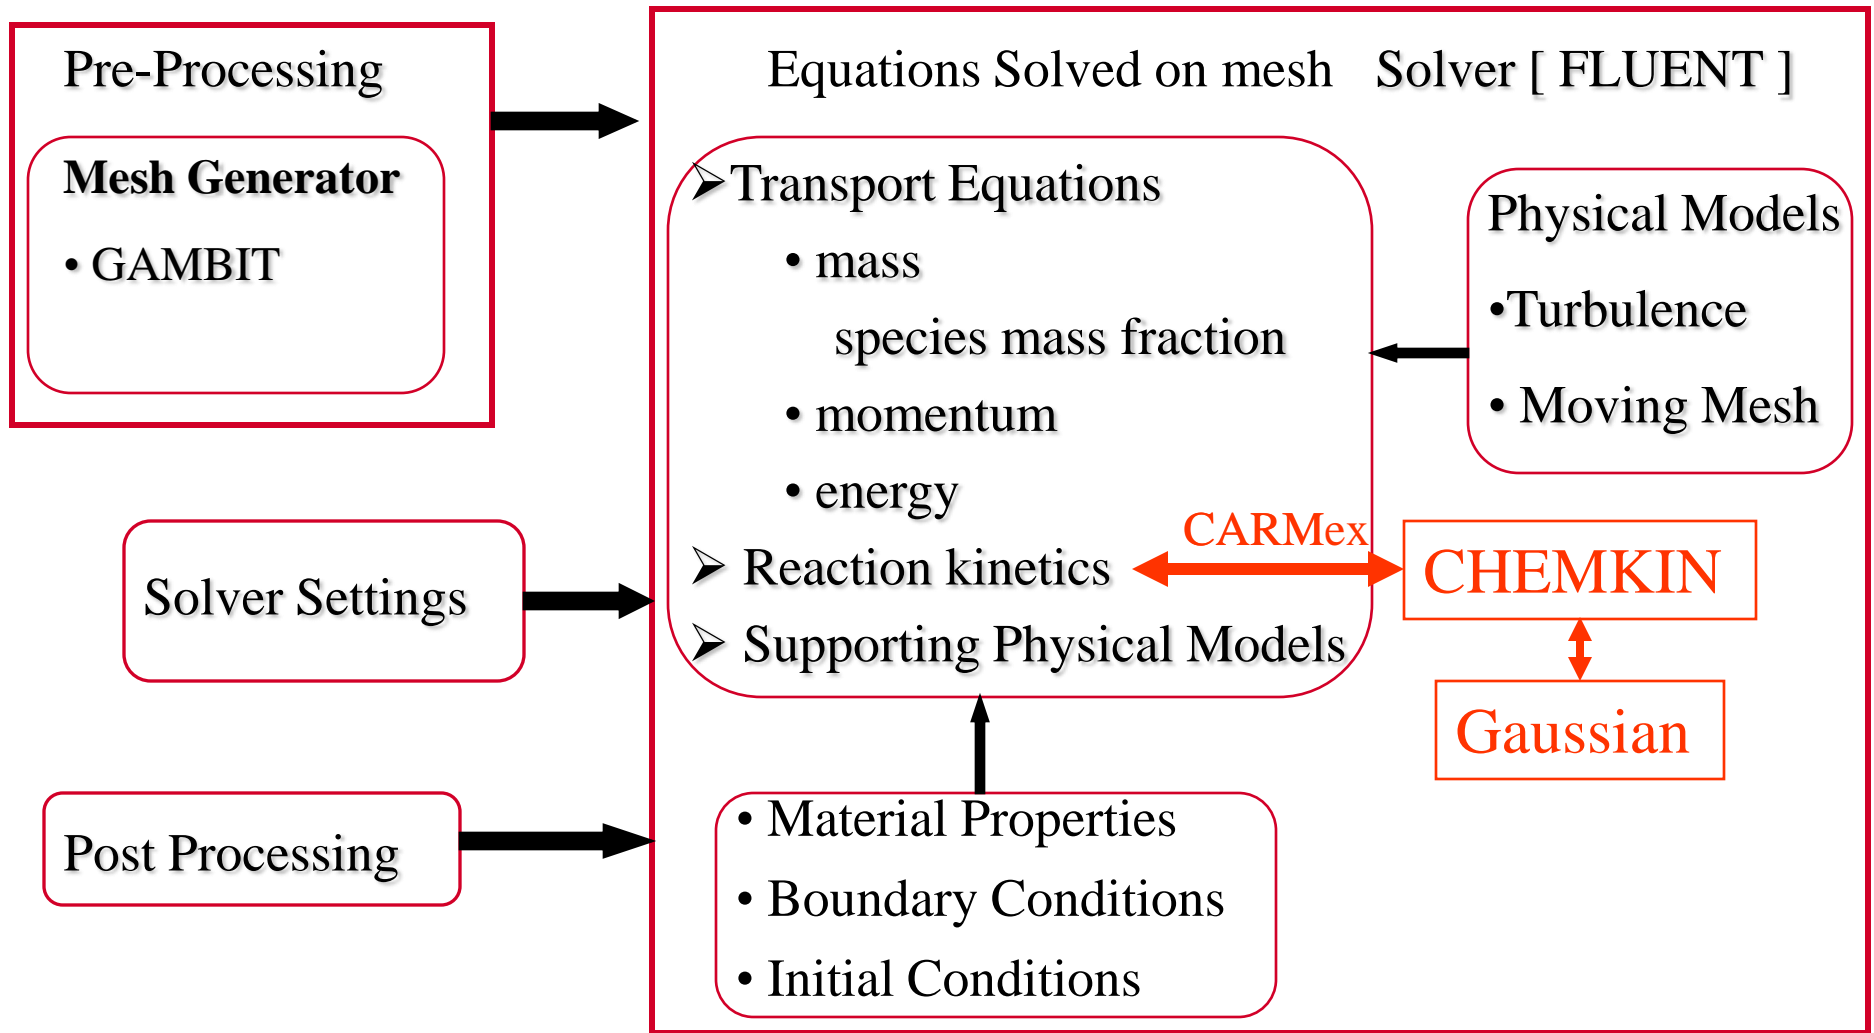 Pre-Processing
Mesh Generator
• GAMBIT
Solver Settings
Post Processing
Equations Solved on mesh Solver [ FLUENT ]
➢Transport Equations
• mass
species mass fraction
• momentum
• energy
➢ Reaction kinetics
➢ Supporting Physical Models
Physical Models
•Turbulence
• Moving Mesh
CARMex
CHEMKIN
Gaussian
• Material Properties
• Boundary Conditions
• Initial Conditions